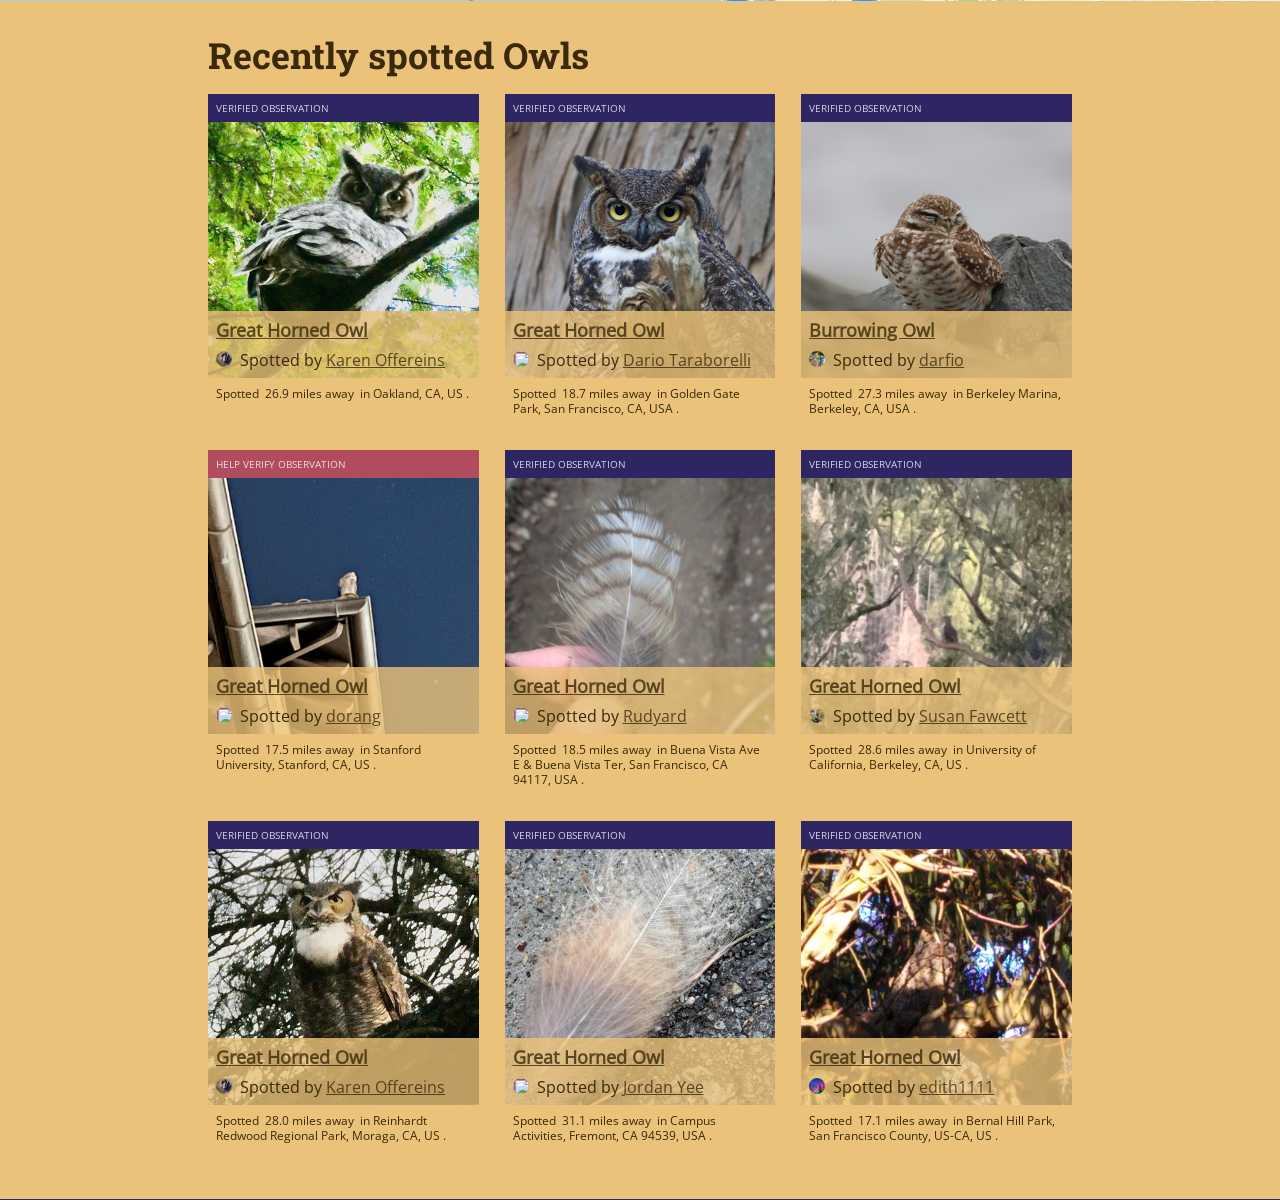 Recently spotted Owls
VERIFIED OBSERVATION
Great Horned Owl
Spotted by Karen Offereins
Spotted 26.9 miles away in Oakland, CA, US .
VERIFIED OBSERVATION
Great Horned Owl
Spotted by Dario Taraborelli
Spotted 18.7 miles away in Golden Gate
Park, San Francisco, CA, USA .
VERIFIED OBSERVATION
Burrowing Owl
Spotted by darfio
Spotted 27.3 miles away in Berkeley Marina,
Berkeley, CA, USA .
HELP VERIFY OBSERVATION
Great Horned Owl
Spotted by dorang
Spotted 17.5 miles away in Stanford
University, Stanford, CA, US .
VERIFIED OBSERVATION
Great Horned Owl
Spotted by Rudyard
Spotted 18.5 miles away in Buena Vista Ave
E & Buena Vista Ter, San Francisco, CA
94117, USA .
VERIFIED OBSERVATION
Great Horned Owl
Spotted by Susan Fawcett
Spotted 28.6 miles away in University of
California, Berkeley, CA, US .
VERIFIED OBSERVATION
Great Horned Owl
Spotted by Karen Offereins
Spotted 28.0 miles away in Reinhardt
Redwood Regional Park, Moraga, CA, US .
VERIFIED OBSERVATION
Great Horned Owl
Spotted by Jordan Yee
Spotted 31.1 miles away in Campus
Activities, Fremont, CA 94539, USA .
VERIFIED OBSERVATION
Great Horned Owl
Spotted by edith1111
Spotted 17.1 miles away in Bernal Hill Park,
San Francisco County, US-CA, US .